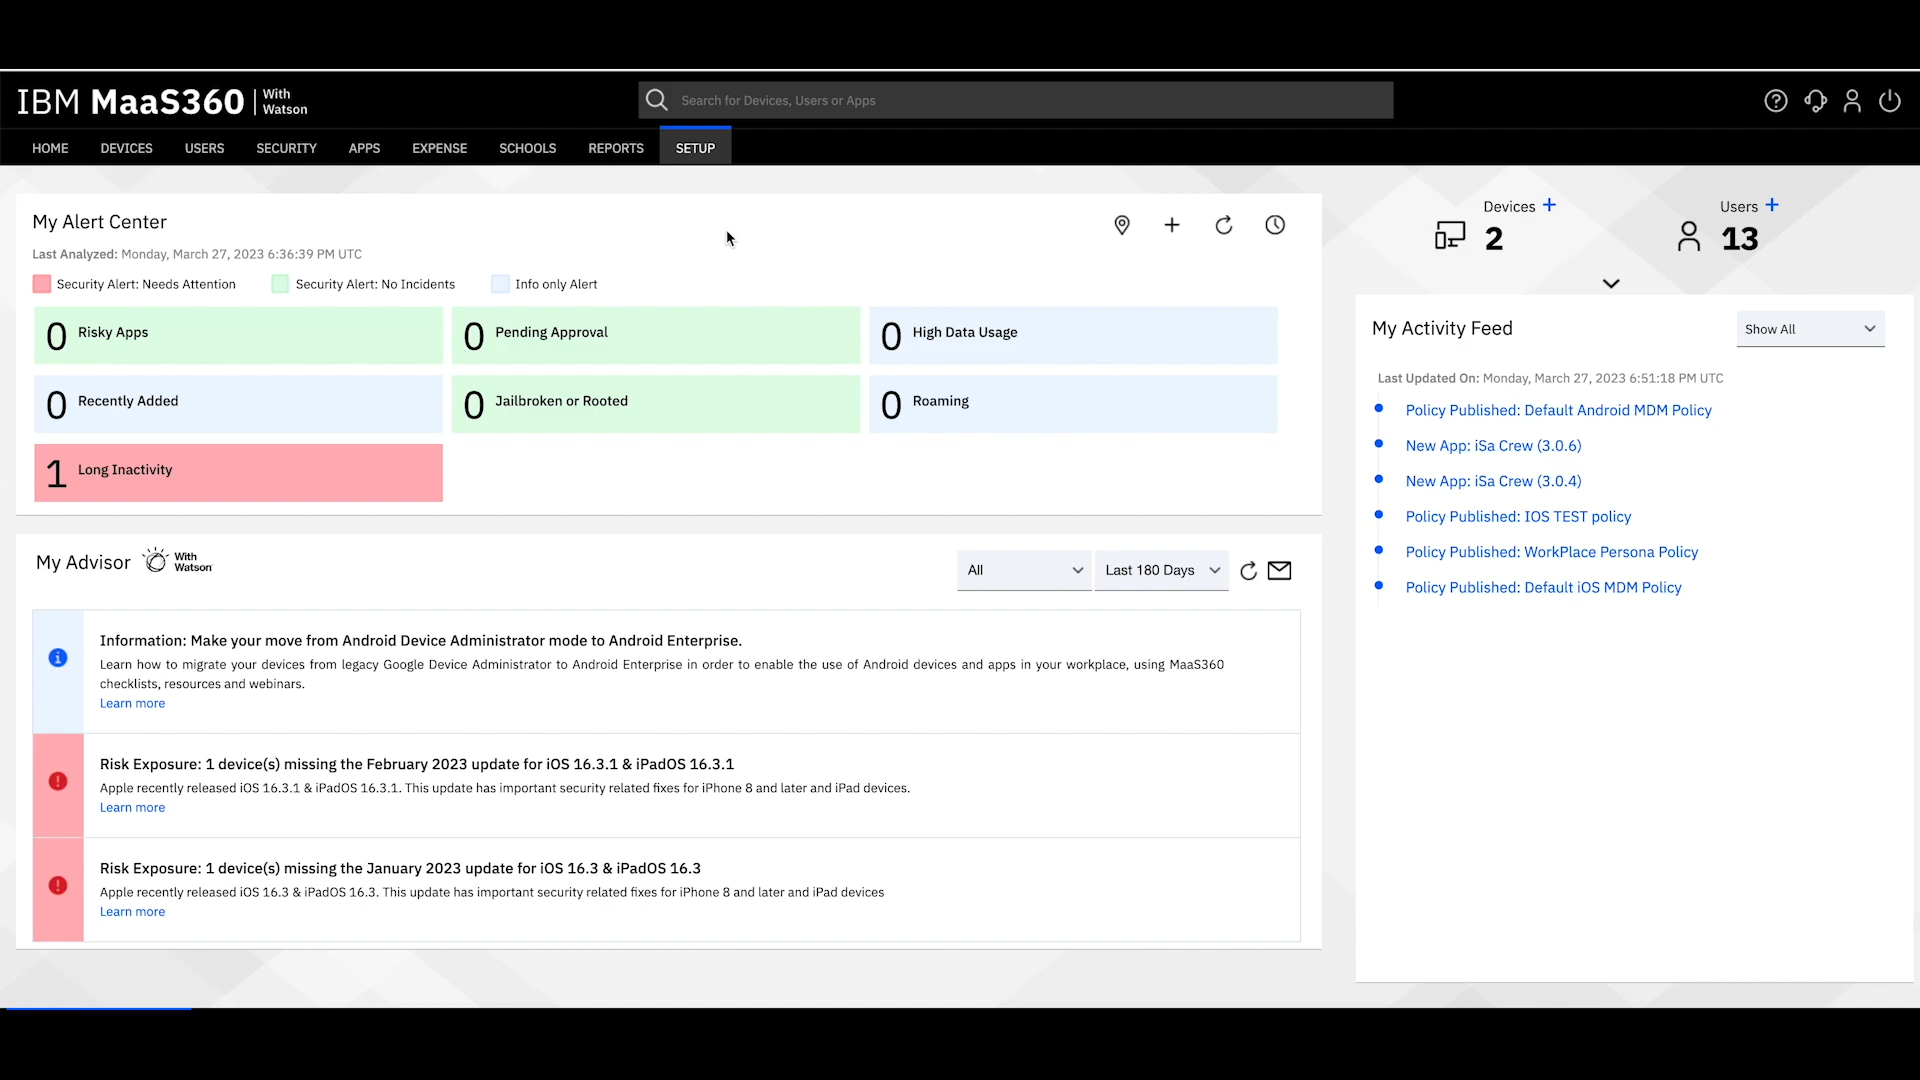 IBM MaaS360 With Watson
Search for Devices, Users or Apps
HOME DEVICES USERS SECURITY APPS EXPENSE SCHOOLS REPORTS SETUP
My Alert Center
Last Analyzed: Monday, March 27, 2023 6:36:39 PM UTC
Security Alert: Needs Attention Security Alert: No Incidents Info only Alert
0 Risky Apps 0 Pending Approval 0 High Data Usage
0 Recently Added 0 Jailbroken or Rooted 0 Roaming
1 Long Inactivity
My Advisor With Watson
All Last 180 Days
Information: Make your move from Android Device Administrator mode to Android Enterprise.
Learn how to migrate your devices from legacy Google Device Administrator to Android Enterprise in order to enable the use of Android devices and apps in your workplace, using MaaS360
checklists, resources and webinars.
Learn more
Risk Exposure: 1 device(s) missing the February 2023 update for iOS 16.3.1 & iPadOS 16.3.1
Apple recently released iOS 16.3.1 & iPadOS 16.3.1. This update has important security related fixes for iPhone 8 and later and iPad devices.
Learn more
Risk Exposure: 1 device(s) missing the January 2023 update for iOS 16.3 & iPadOS 16.3
Apple recently released iOS 16.3 & iPadOS 16.3. This update has important security related fixes for iPhone 8 and later and iPad devices
Learn more
Devices + Users +
2 13
My Activity Feed Show All
Last Updated On: Monday, March 27, 2023 6:51:18 PM UTC
Policy Published: Default Android MDM Policy
New App: iSa Crew (3.0.6)
New App: iSa Crew (3.0.4)
Policy Published: IOS TEST policy
Policy Published: WorkPlace Persona Policy
Policy Published: Default iOS MDM Policy